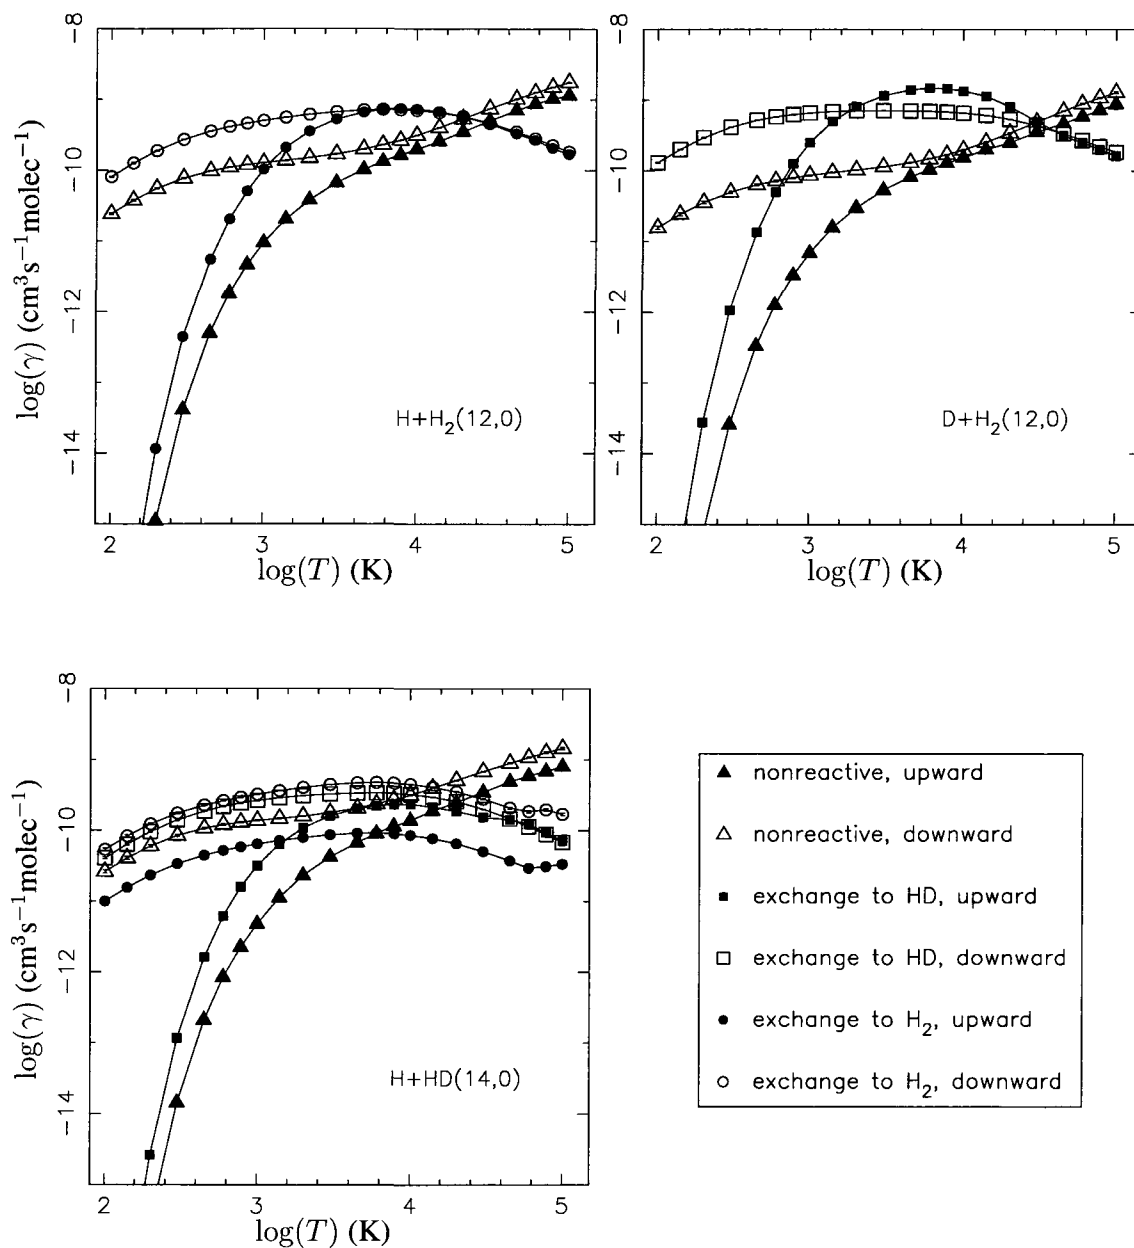 −8
−10
−12
−14
log(γ) (cm³s⁻¹molec⁻¹)
H+H₂(12,0)
2 3 4 5
log(T) (K)
−8
−10
−12
−14
D+H₂(12,0)
2 3 4 5
log(T) (K)
−8
−10
−12
−14
log(γ) (cm³s⁻¹molec⁻¹)
H+HD(14,0)
2 3 4 5
log(T) (K)
nonreactive, upward
nonreactive, downward
exchange to HD, upward
exchange to HD, downward
exchange to H₂, upward
exchange to H₂, downward